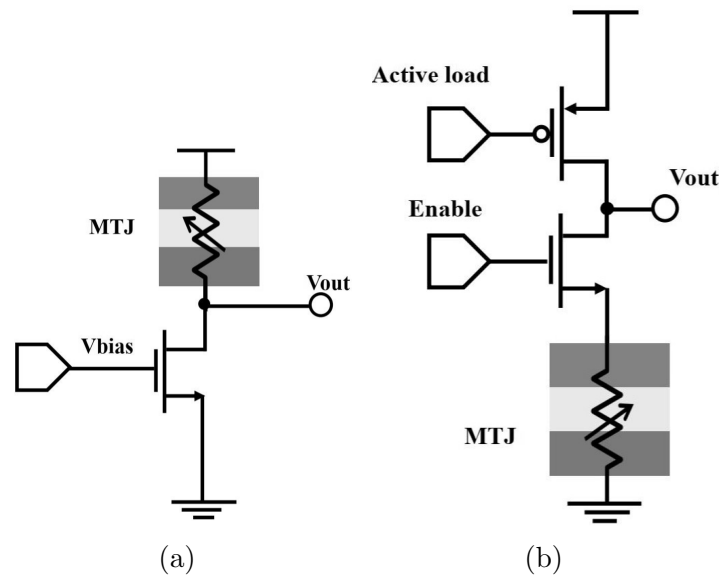 Active load
Vout
Enable
MTJ
Vout
Vbias
MTJ
(a)
(b)